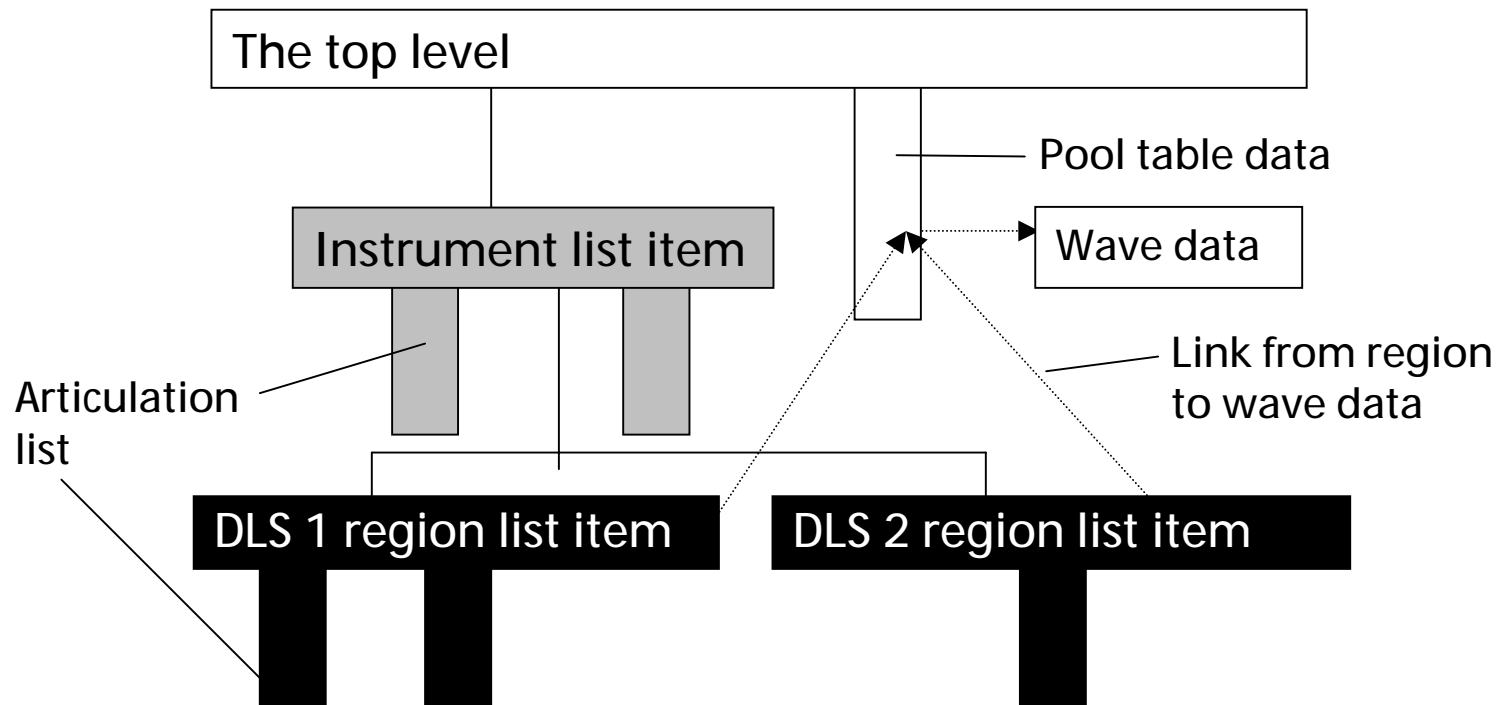 The top level
Pool table data
Instrument list item
Wave data
Link from region
to wave data
Articulation
list
DLS 1 region list item
DLS 2 region list item